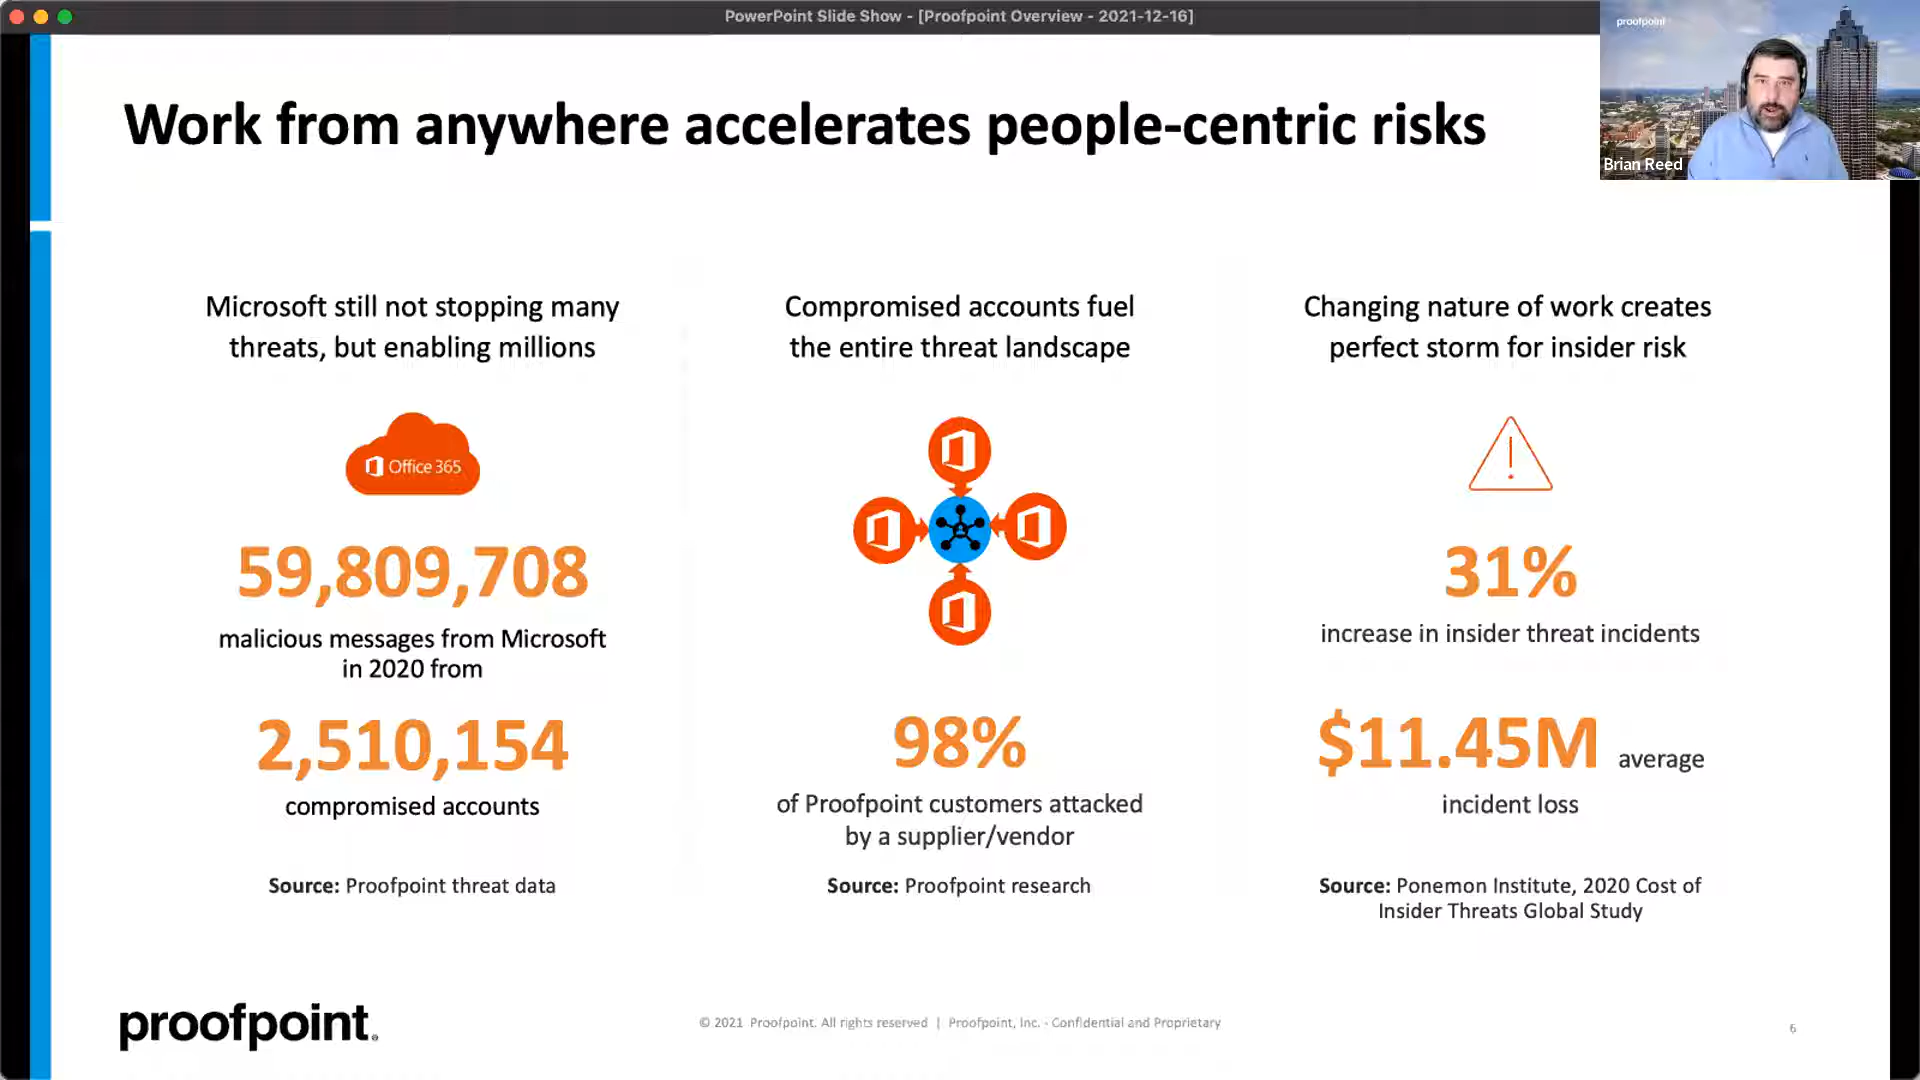 PowerPoint Slide Show - [Proofpoint Overview - 2021-12-16]
proofpoint
Brian Reed
Work from anywhere accelerates people-centric risks
Microsoft still not stopping many
threats, but enabling millions
Office 365
59,809,708
malicious messages from Microsoft
in 2020 from
2,510,154
compromised accounts
Source: Proofpoint threat data
Compromised accounts fuel
the entire threat landscape
98%
of Proofpoint customers attacked
by a supplier/vendor
Source: Proofpoint research
Changing nature of work creates
perfect storm for insider risk
31%
increase in insider threat incidents
$11.45M average
incident loss
Source: Ponemon Institute, 2020 Cost of
Insider Threats Global Study
proofpoint.
© 2021 Proofpoint. All rights reserved | Proofpoint, Inc. - Confidential and Proprietary
6